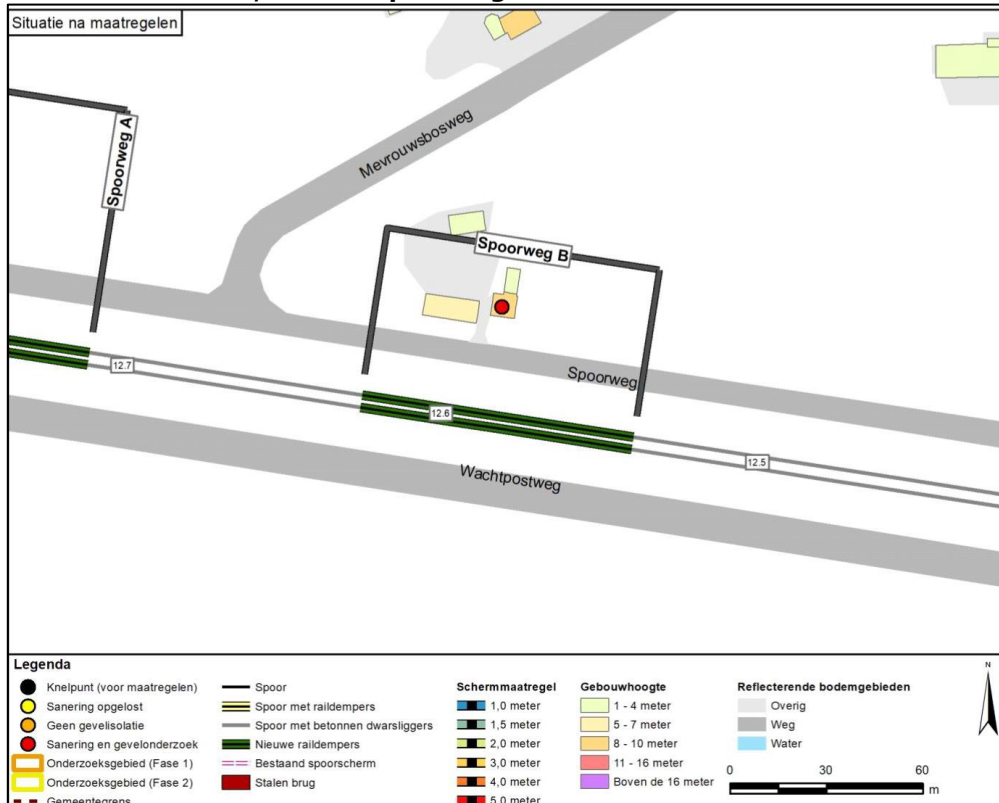 Situatie na maatregelen
Spoorweg A
Mevrouwsbosweg
Spoorweg B
12.7
Spoorweg
12.6
12.5
Wachtpostweg
Legenda
Knelpunt (voor maatregelen)
Sanering opgelost
Geen gevelisolatie
Sanering en gevelonderzoek
Onderzoeksgebied (Fase 1)
Onderzoeksgebied (Fase 2)
Gemeentegrens
Spoor
Spoor met raildempers
Spoor met betonnen dwarsliggers
Nieuwe raildempers
Bestaand spoorscherm
Stalen brug
Schermmaatregel
1,0 meter
1,5 meter
2,0 meter
3,0 meter
4,0 meter
5,0 meter
Gebouwhoogte
1 - 4 meter
5 - 7 meter
8 - 10 meter
11 - 16 meter
Boven de 16 meter
Reflecterende bodemgebieden
Overig
Weg
Water
N
0 30 60
m